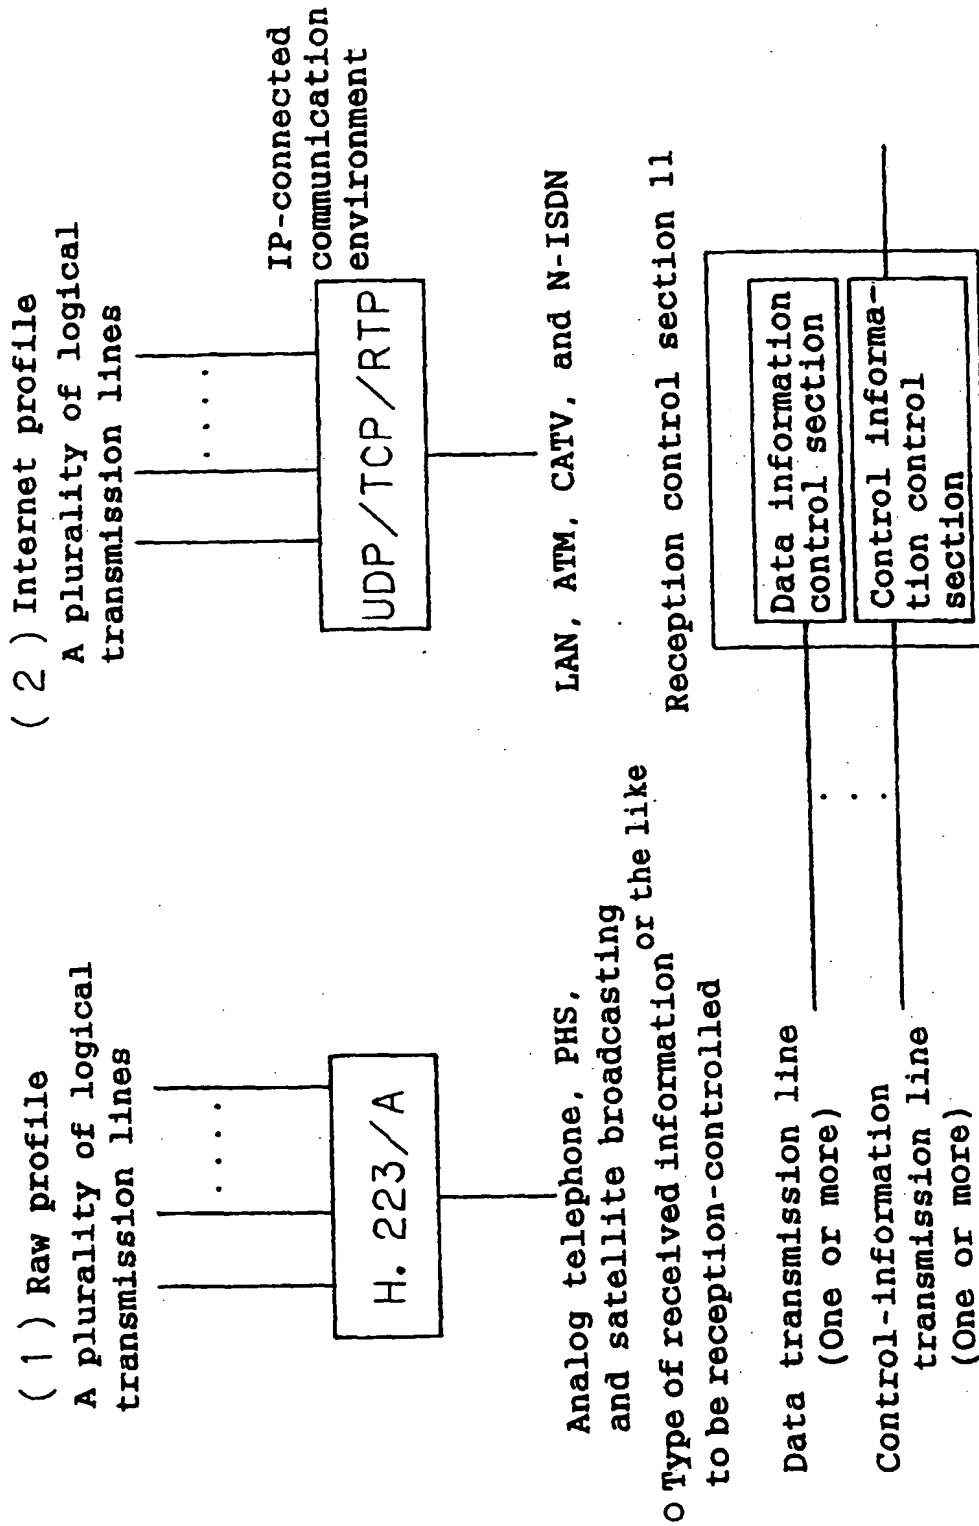 ( 1 ) Raw profile
A plurality of logical
transmission lines
. . . .
H. 223/A
Analog telephone, PHS,
and satellite broadcasting
or the like
( 2 ) Internet profile
A plurality of logical
transmission lines
. . . .
IP-connected
communication
environment
UDP/TCP/RTP
LAN, ATM, CATV, and N-ISDN
o Type of received information
to be reception-controlled
Reception control section 11
Data transmission line
(One or more)
. . .
Control-information
transmission line
(One or more)
Data information
control section
Control informa-
tion control
section